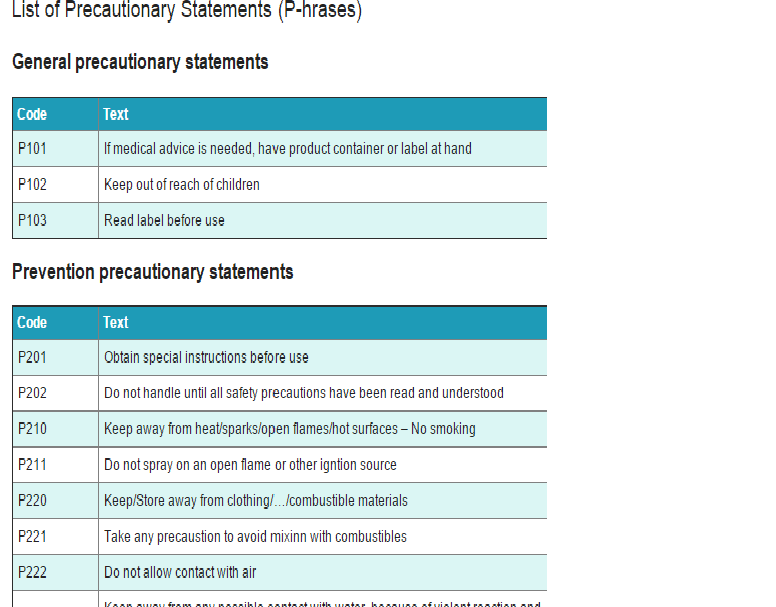 List of Precautionary Statements (P-hrases)
General precautionary statements
Code Text
P101 If medical advice is needed, have product container or label at hand
P102 Keep out of reach of children
P103 Read label before use
Prevention precautionary statements
Code Text
P201 Obtain special instructions before use
P202 Do not handle until all safety precautions have been read and understood
P210 Keep away from heat/sparks/open flames/hot surfaces – No smoking
P211 Do not spray on an open flame or other igntion source
P220 Keep/Store away from clothing/…/combustible materials
P221 Take any precaustion to avoid mixinn with combustibles
P222 Do not allow contact with air
Keep away from any possible contact with water, because of violent reaction and